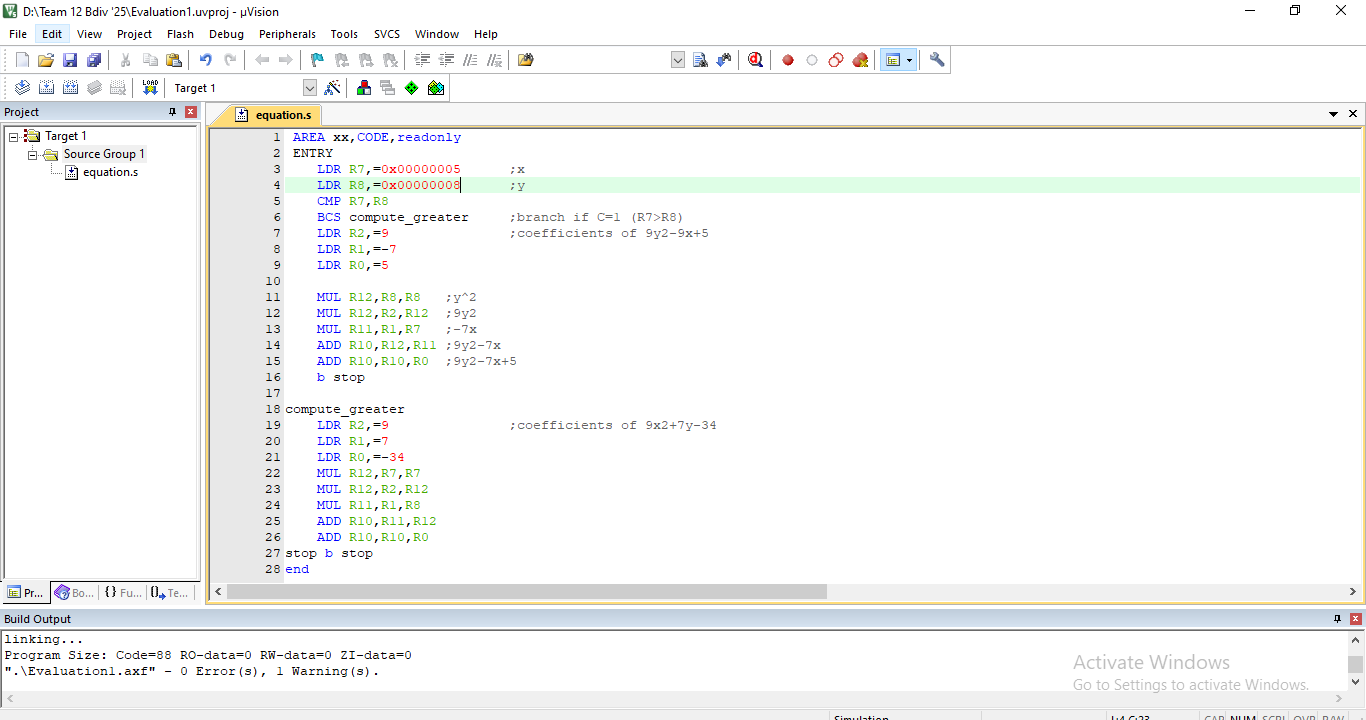 D:\Team 12 Bdiv '25\Evaluation1.uvproj - µVision
File Edit View Project Flash Debug Peripherals Tools SVCS Window Help
LOAD Target 1
Project
equation.s
Target 1
Source Group 1
equation.s
1 AREA xx,CODE,readonly
2 ENTRY
3 LDR R7,=0x00000005 ;x
4 LDR R8,=0x00000008 ;y
5 CMP R7,R8
6 BCS compute_greater ;branch if C=1 (R7>R8)
7 LDR R2,=9 ;coefficients of 9y2-9x+5
8 LDR R1,=-7
9 LDR R0,=5
10
11 MUL R12,R8,R8 ;y^2
12 MUL R12,R2,R12 ;9y2
13 MUL R11,R1,R7 ;-7x
14 ADD R10,R12,R11 ;9y2-7x
15 ADD R10,R10,R0 ;9y2-7x+5
16 b stop
17
18 compute_greater
19 LDR R2,=9 ;coefficients of 9x2+7y-34
20 LDR R1,=7
21 LDR R0,=-34
22 MUL R12,R7,R7
23 MUL R12,R2,R12
24 MUL R11,R1,R8
25 ADD R10,R11,R12
26 ADD R10,R10,R0
27 stop b stop
28 end
Pr... Bo... {} Fu... Te...
Build Output
linking...
Program Size: Code=88 RO-data=0 RW-data=0 ZI-data=0
".\Evaluation1.axf" - 0 Error(s), 1 Warning(s).
Activate Windows
Go to Settings to activate Windows.
Simulation L:4 C:23 CAP NUM SCRL OVR R/W